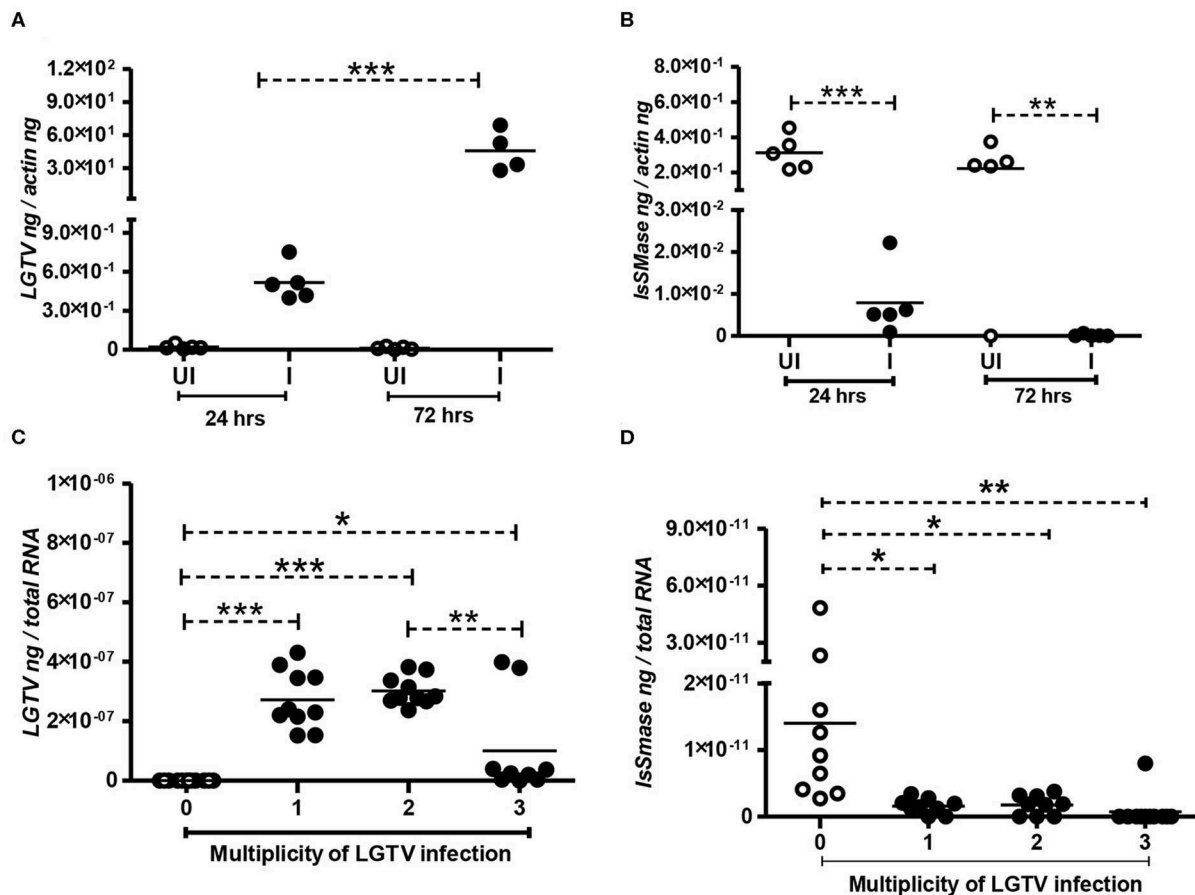 A
LGTV ng / actin ng
1.2×10²
9.0×10¹
6.0×10¹
3.0×10¹
9.0×10⁻¹
6.0×10⁻¹
3.0×10⁻¹
0
***
UI I UI I
24 hrs 72 hrs
B
IsSMase ng / actin ng
8.0×10⁻¹
6.0×10⁻¹
4.0×10⁻¹
2.0×10⁻¹
3.0×10⁻²
2.0×10⁻²
1.0×10⁻²
0
*** **
UI I UI I
24 hrs 72 hrs
C
LGTV ng / total RNA
1×10⁻⁰⁶
8×10⁻⁰⁷
6×10⁻⁰⁷
4×10⁻⁰⁷
2×10⁻⁰⁷
0
*
***
*** **
0 1 2 3
Multiplicity of LGTV infection
D
IsSmase ng / total RNA
9.0×10⁻¹¹
6.0×10⁻¹¹
3.0×10⁻¹¹
2×10⁻¹¹
1×10⁻¹¹
0
**
*
*
0 1 2 3
Multiplicity of LGTV infection